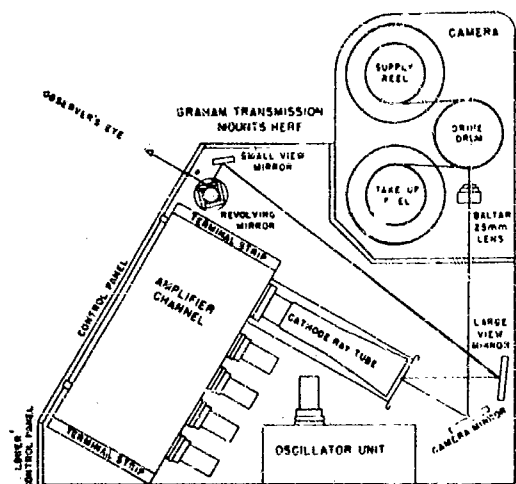 CAMERA
SUPPLY
REEL
OBSERVER'S EYE
GRAHAM TRANSMISSION
MOUNTS HERE
DRIVE
DRUM
SMALL VIEW
MIRROR
TAKE UP
REEL
REVOLVING
MIRROR
BALTAR
25mm
LENS
TERMINAL STRIP
CONTROL PANEL
AMPLIFIER
CHANNEL
CATHODE RAY TUBE
LARGE
VIEW
MIRROR
CAMERA MIRROR
OSCILLATOR UNIT
TERMINAL STRIP
LOWER
CONTROL PANEL